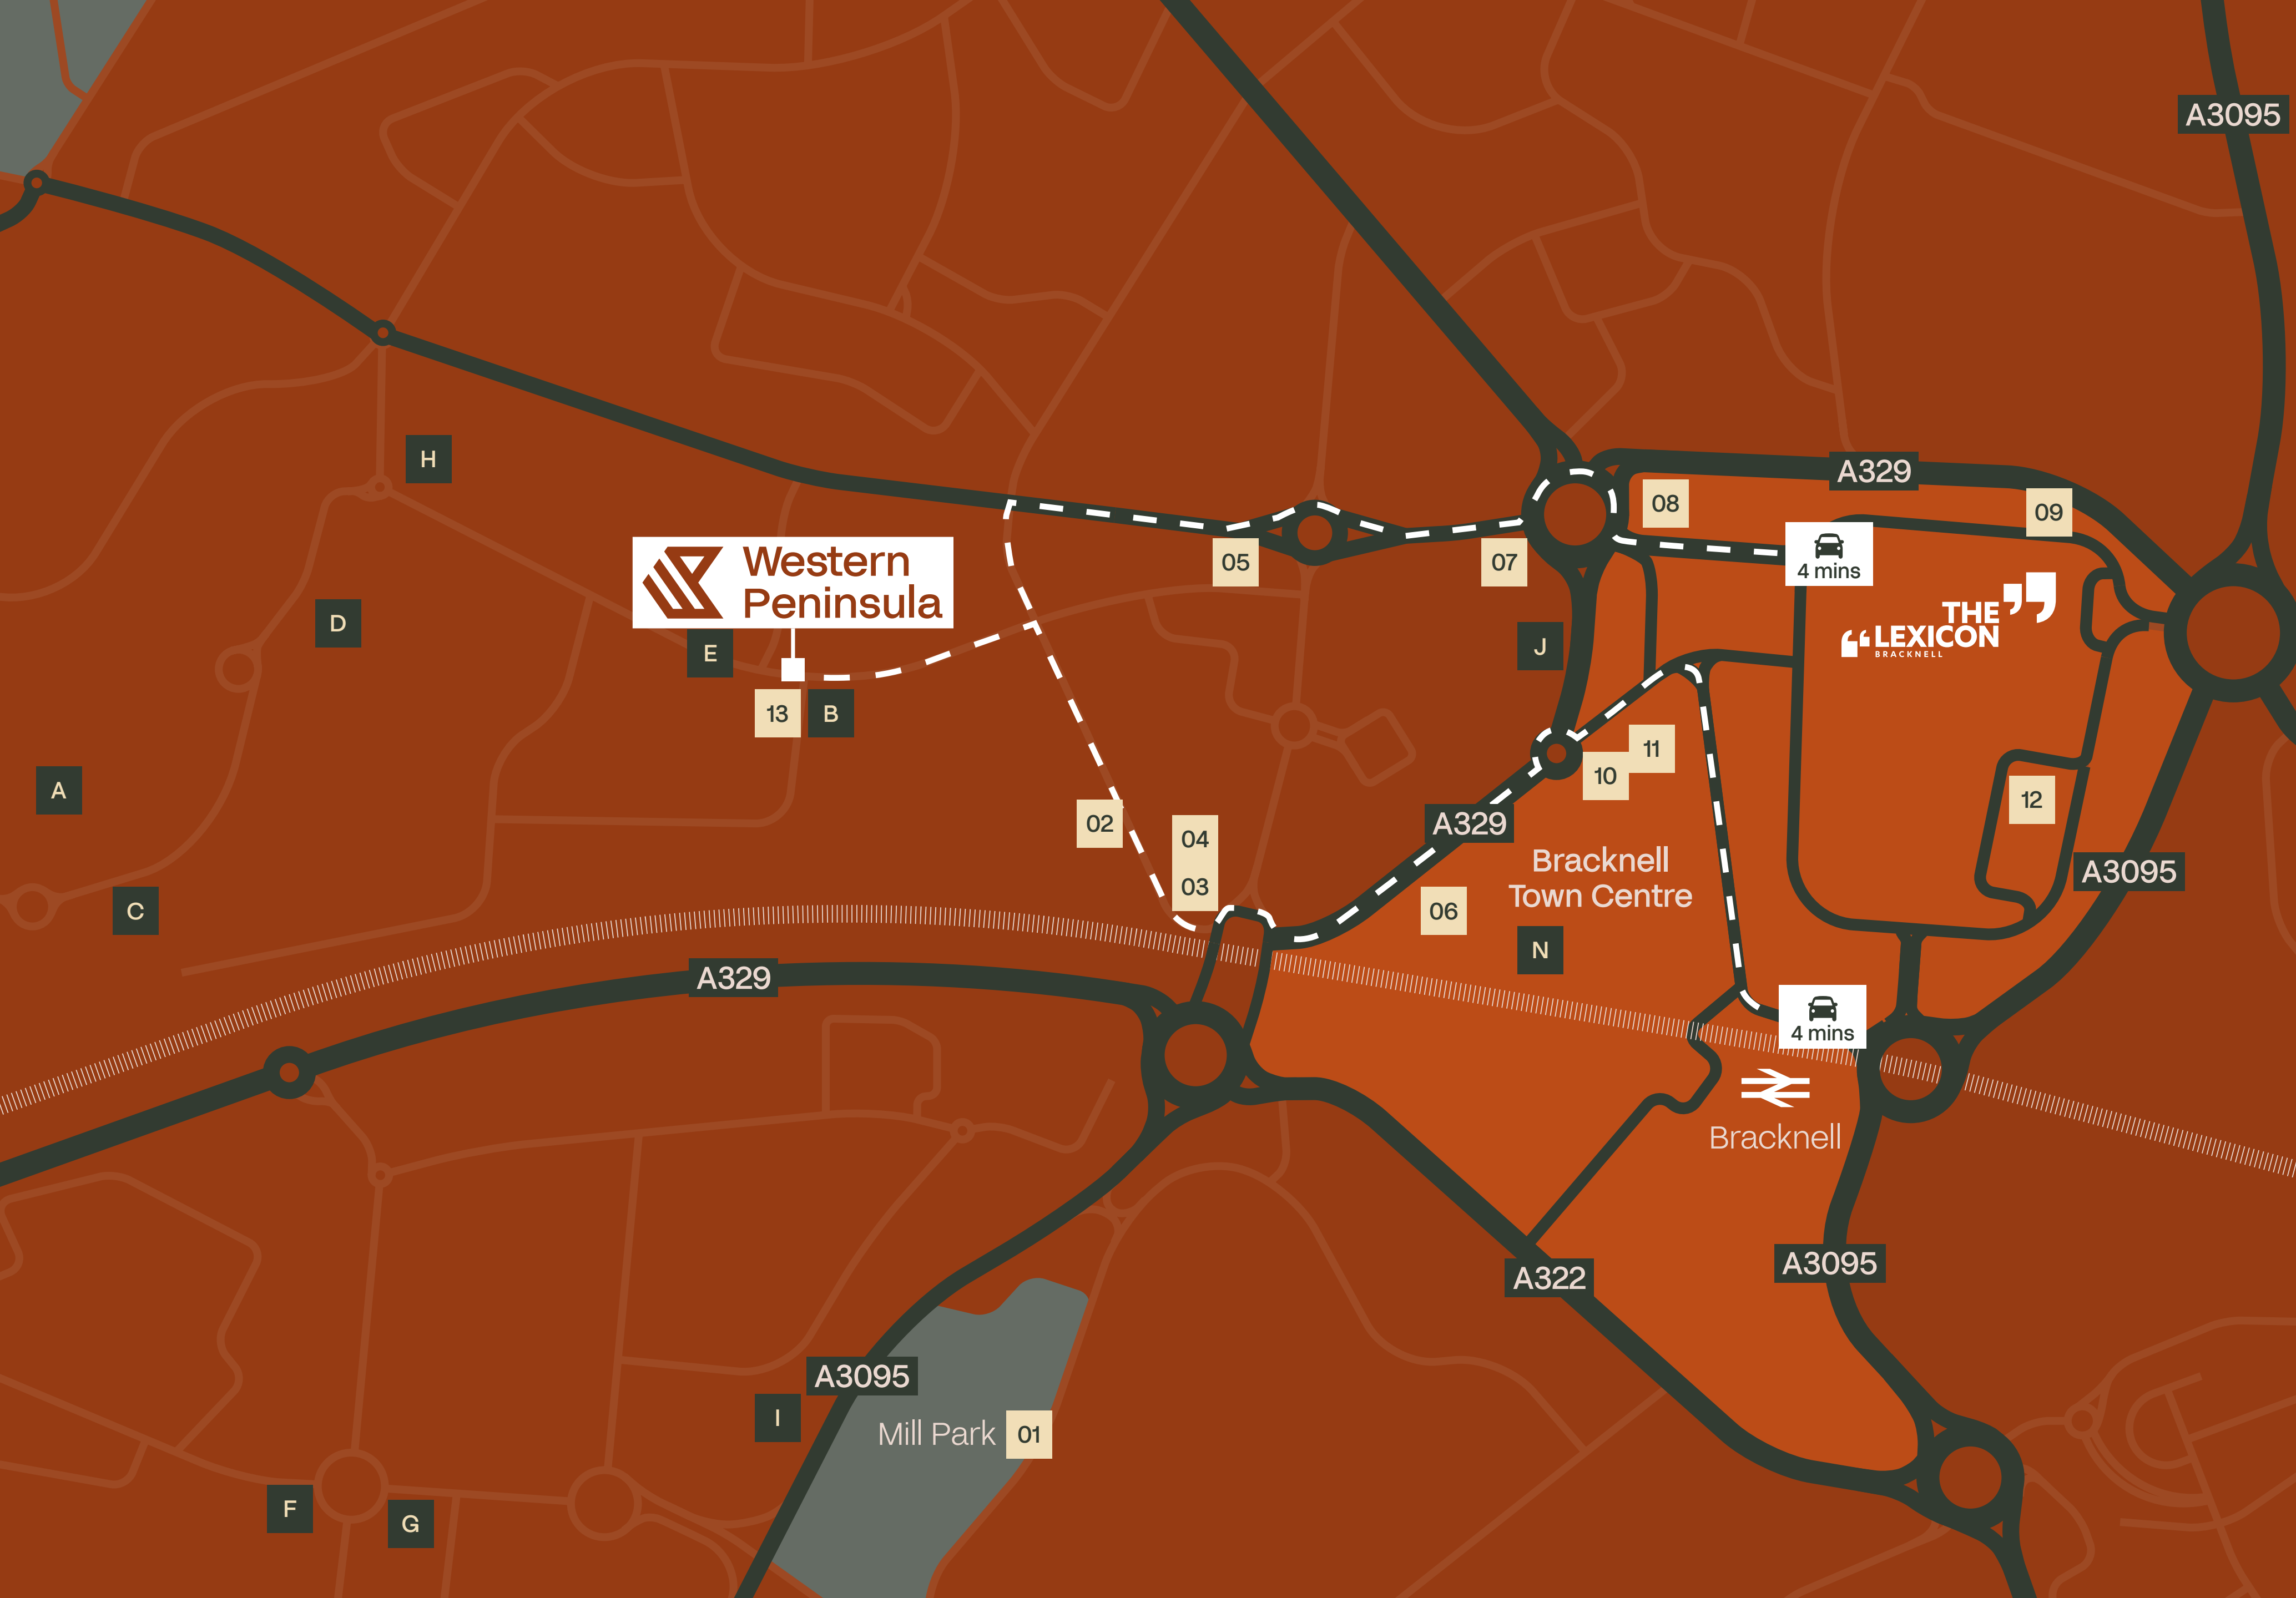 A3095
H
A329
08
09
05
07
4 mins
Western
Peninsula
D
E
J
THE ”
“ LEXICON
BRACKNELL
13
B
11
10
A
12
02
04
A329
03
Bracknell
Town Centre
A3095
C
06
N
A329
4 mins
Bracknell
A3095
A322
A3095
I
Mill Park
01
F
G